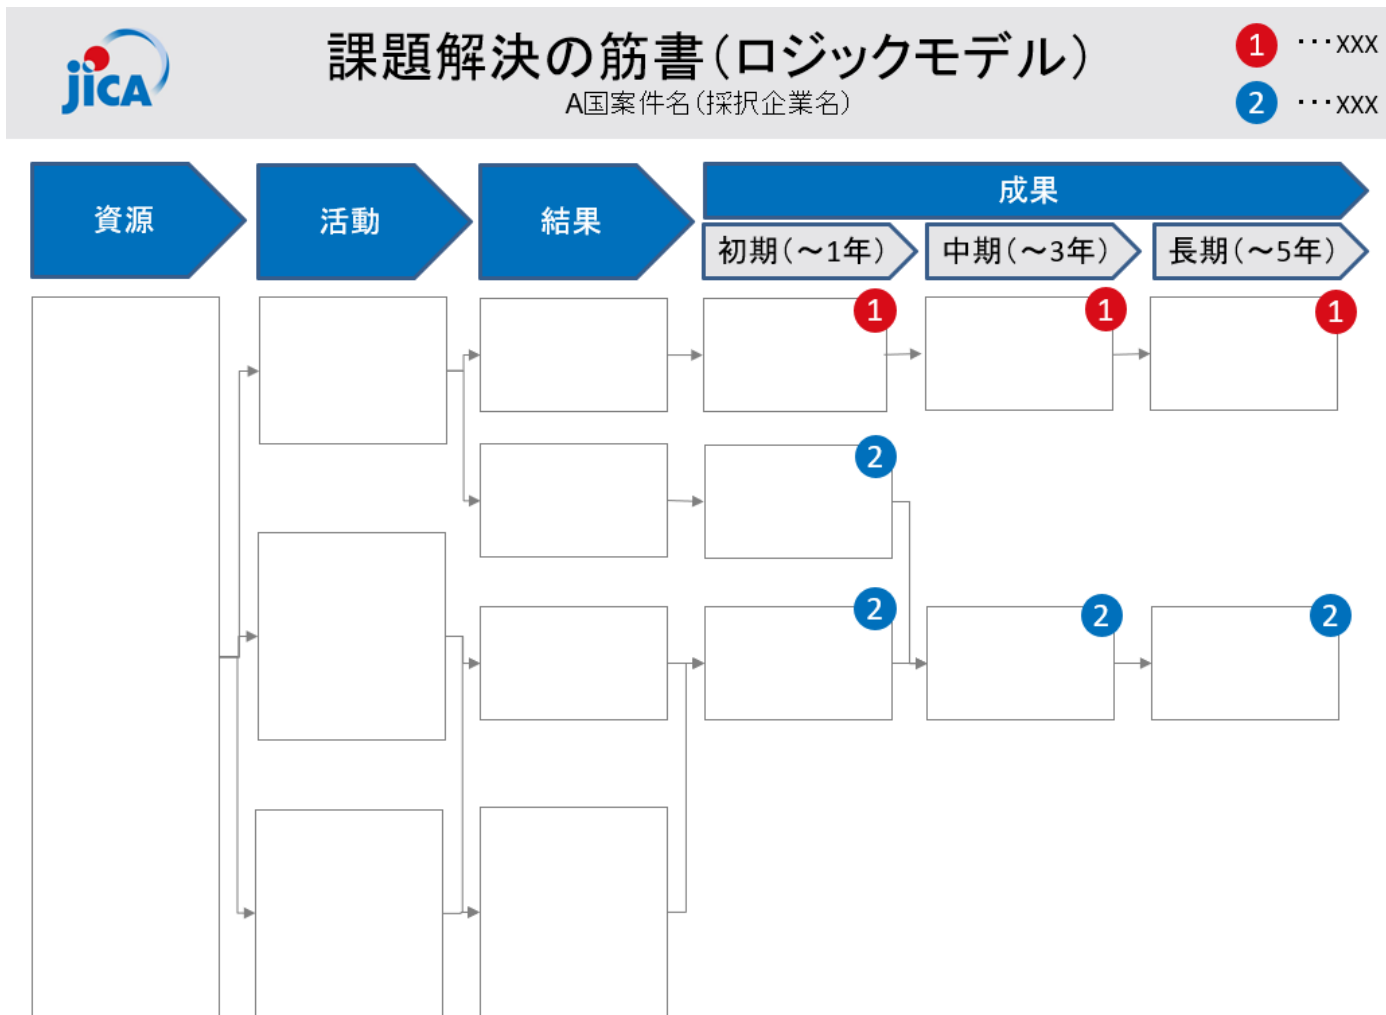 jICA
課題解決の筋書(ロジックモデル)
A国案件名(採択企業名)
1 ・・・xxx
2 ・・・xxx
資源
活動
結果
成果
初期(～1年)
中期(～3年)
長期(～5年)
1
1
1
2
2
2
2